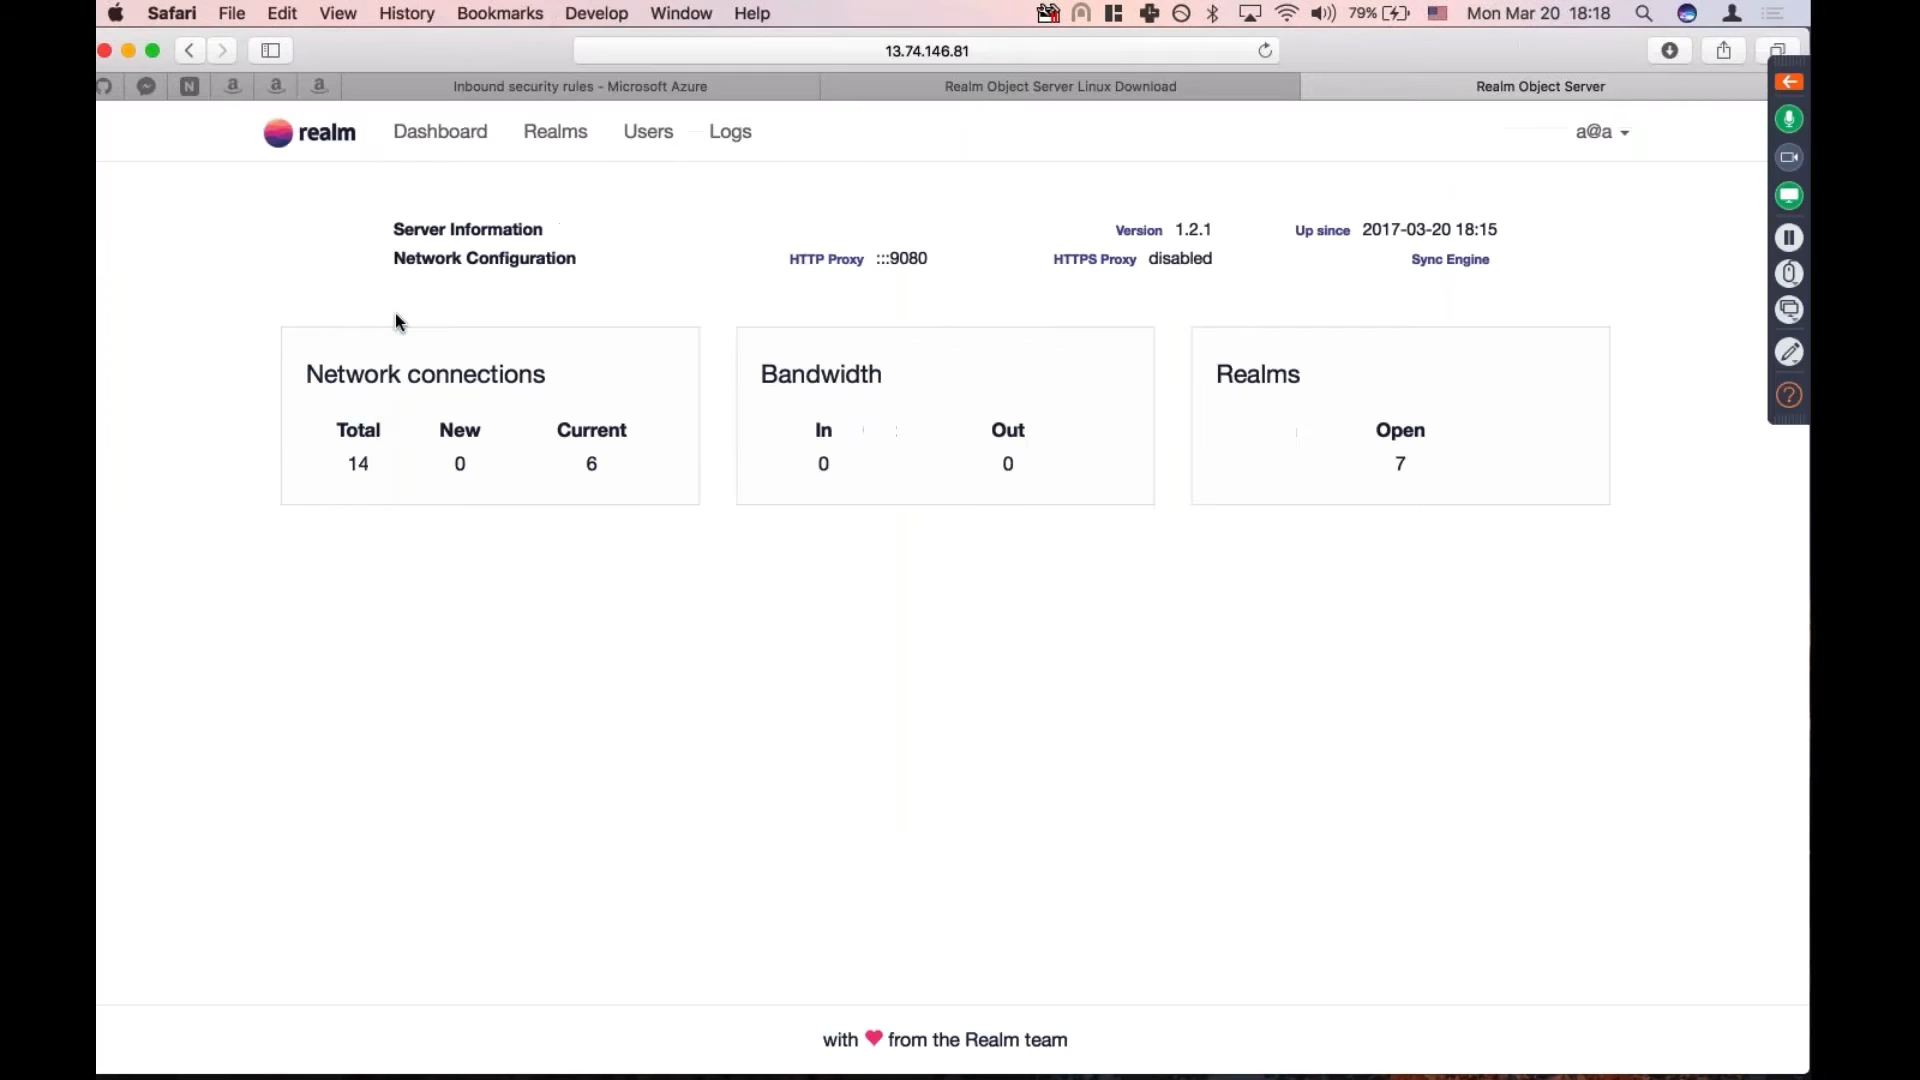 Safari File Edit View History Bookmarks Develop Window Help 79% Mon Mar 20 18:18
13.74.146.81
N a a a Inbound security rules - Microsoft Azure Realm Object Server Linux Download Realm Object Server
realm Dashboard Realms Users Logs a@a
Server Information Version 1.2.1 Up since 2017-03-20 18:15
Network Configuration HTTP Proxy :::9080 HTTPS Proxy disabled Sync Engine
Network connections Bandwidth Realms
Total New Current In Out Open
14 0 6 0 0 7
with ❤ from the Realm team